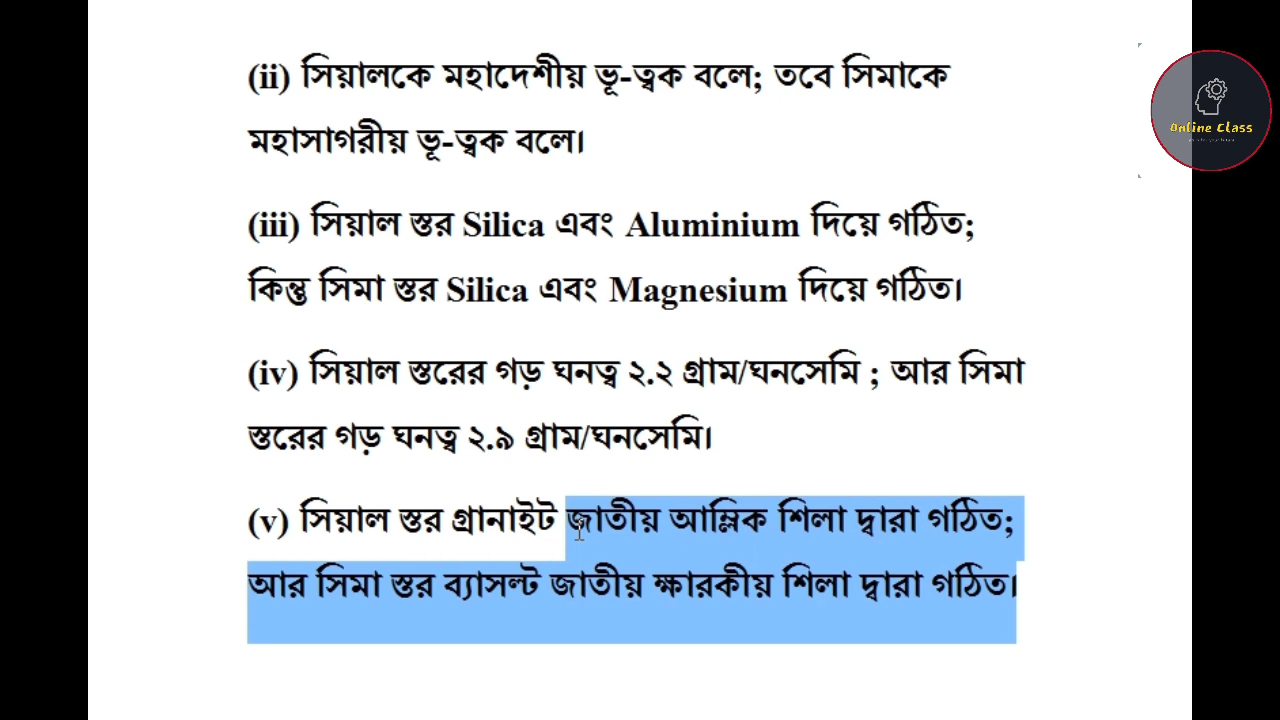 (ii) সিয়ালকে মহাদেশীয় ভূ-ত্বক বলে; তবে সিমাকে
মহাসাগরীয় ভূ-ত্বক বলে।
(iii) সিয়াল স্তর Silica এবং Aluminium দিয়ে গঠিত;
কিন্তু সিমা স্তর Silica এবং Magnesium দিয়ে গঠিত।
(iv) সিয়াল স্তরের গড় ঘনত্ব ২.২ গ্রাম/ঘনসেমি ; আর সিমা
স্তরের গড় ঘনত্ব ২.৯ গ্রাম/ঘনসেমি।
(v) সিয়াল স্তর গ্রানাইট জাতীয় আম্লিক শিলা দ্বারা গঠিত;
আর সিমা স্তর ব্যাসল্ট জাতীয় ক্ষারকীয় শিলা দ্বারা গঠিত।
Online Class